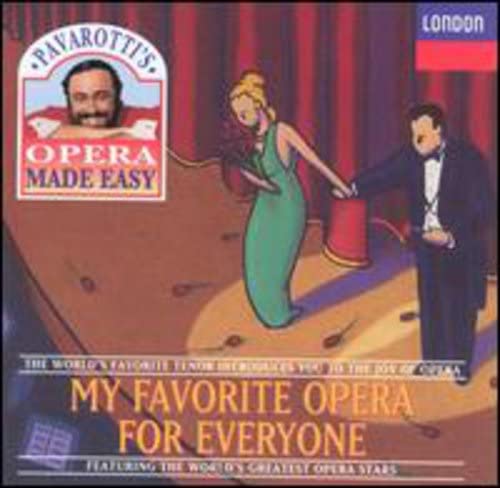 LONDON
PAVAROTTI'S
OPERA
MADE EASY
THE WORLD'S FAVORITE TENOR INTRODUCES YOU TO THE JOY OF OPERA
MY FAVORITE OPERA
FOR EVERYONE
FEATURING THE WORLD'S GREATEST OPERA STARS